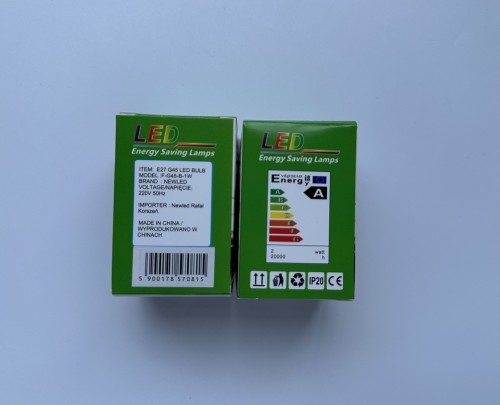 LED
Energy Saving Lamps
ITEM: E27 G45 LED BULB
MODEL :F-G45-B-1W
BRAND : NEWLED
VOLTAGE/NAPIĘCIE:
220V 50Hz
IMPORTER : Newled Rafał
Korszeń.
MADE IN CHINA /
WYPRODUKOWANO W
CHINACH
5 900178 570815
LED
Energy Saving Lamps
Energ
A
2 watt
20000 h
IP20 CE